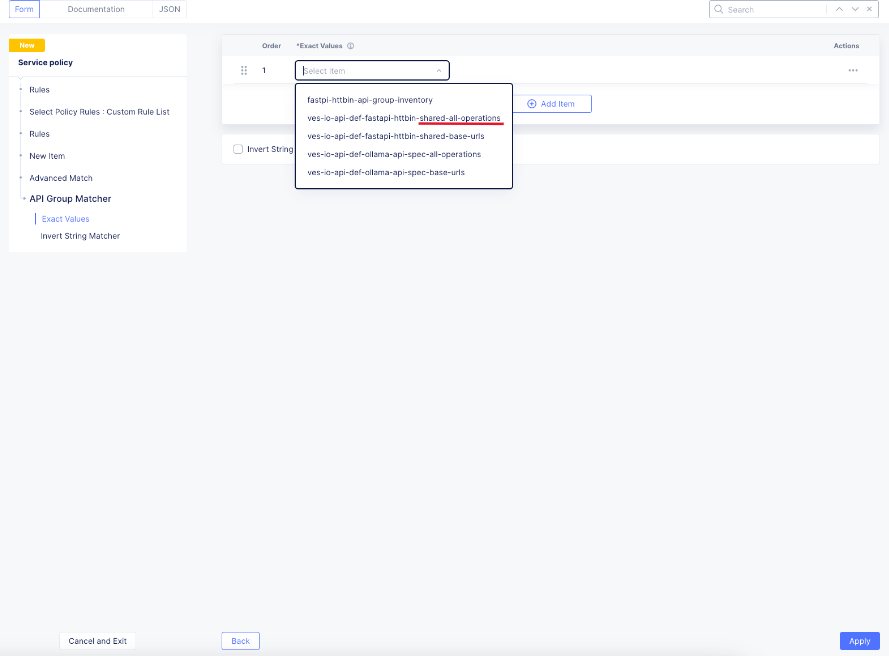 Form
Documentation
JSON
Search
New
Service policy
Rules
Select Policy Rules : Custom Rule List
Rules
New Item
Advanced Match
API Group Matcher
Exact Values
Invert String Matcher
Order
*Exact Values
Actions
1
Select Item
fastpi-httbin-api-group-inventory
ves-io-api-def-fastapi-httbin-shared-all-operations
ves-io-api-def-fastapi-httbin-shared-base-urls
ves-io-api-def-ollama-api-spec-all-operations
ves-io-api-def-ollama-api-spec-base-urls
Add Item
Invert String
Cancel and Exit
Back
Apply